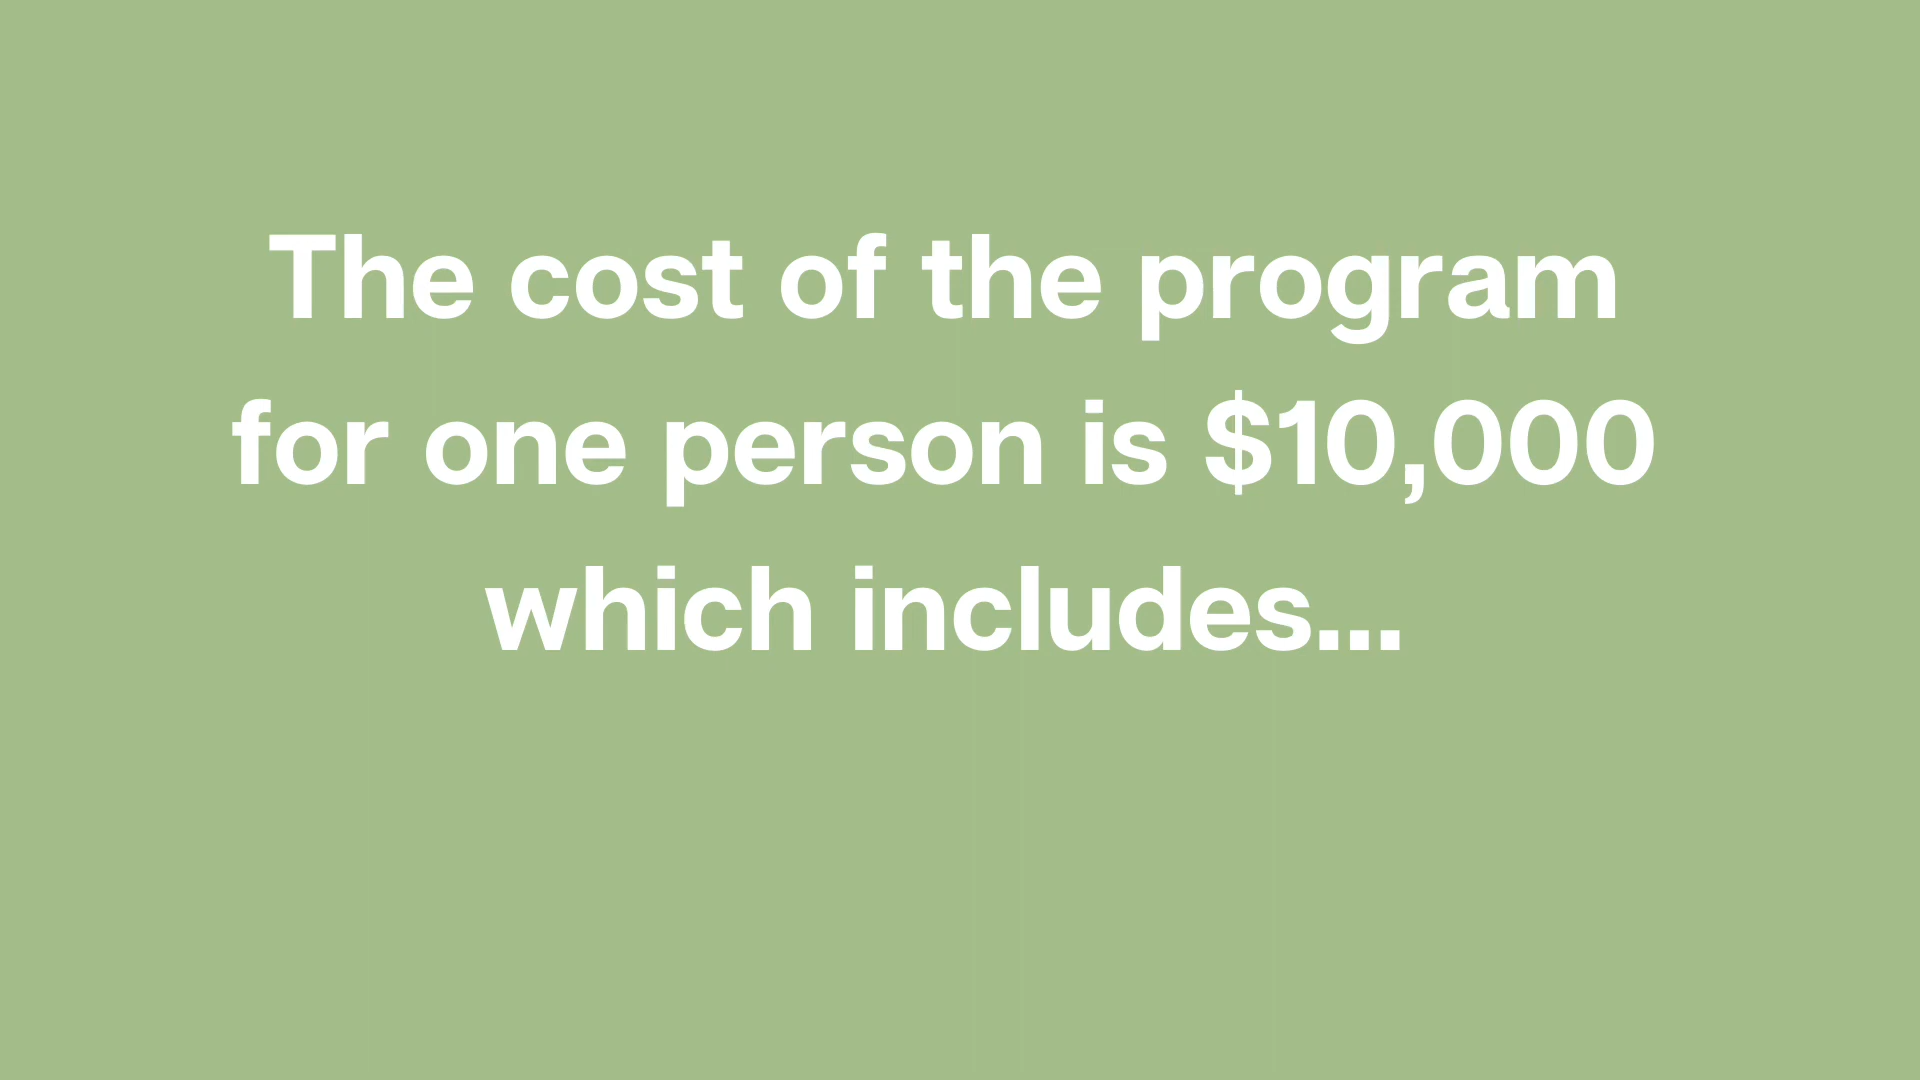 The cost of the program
for one person is $10,000
which includes...